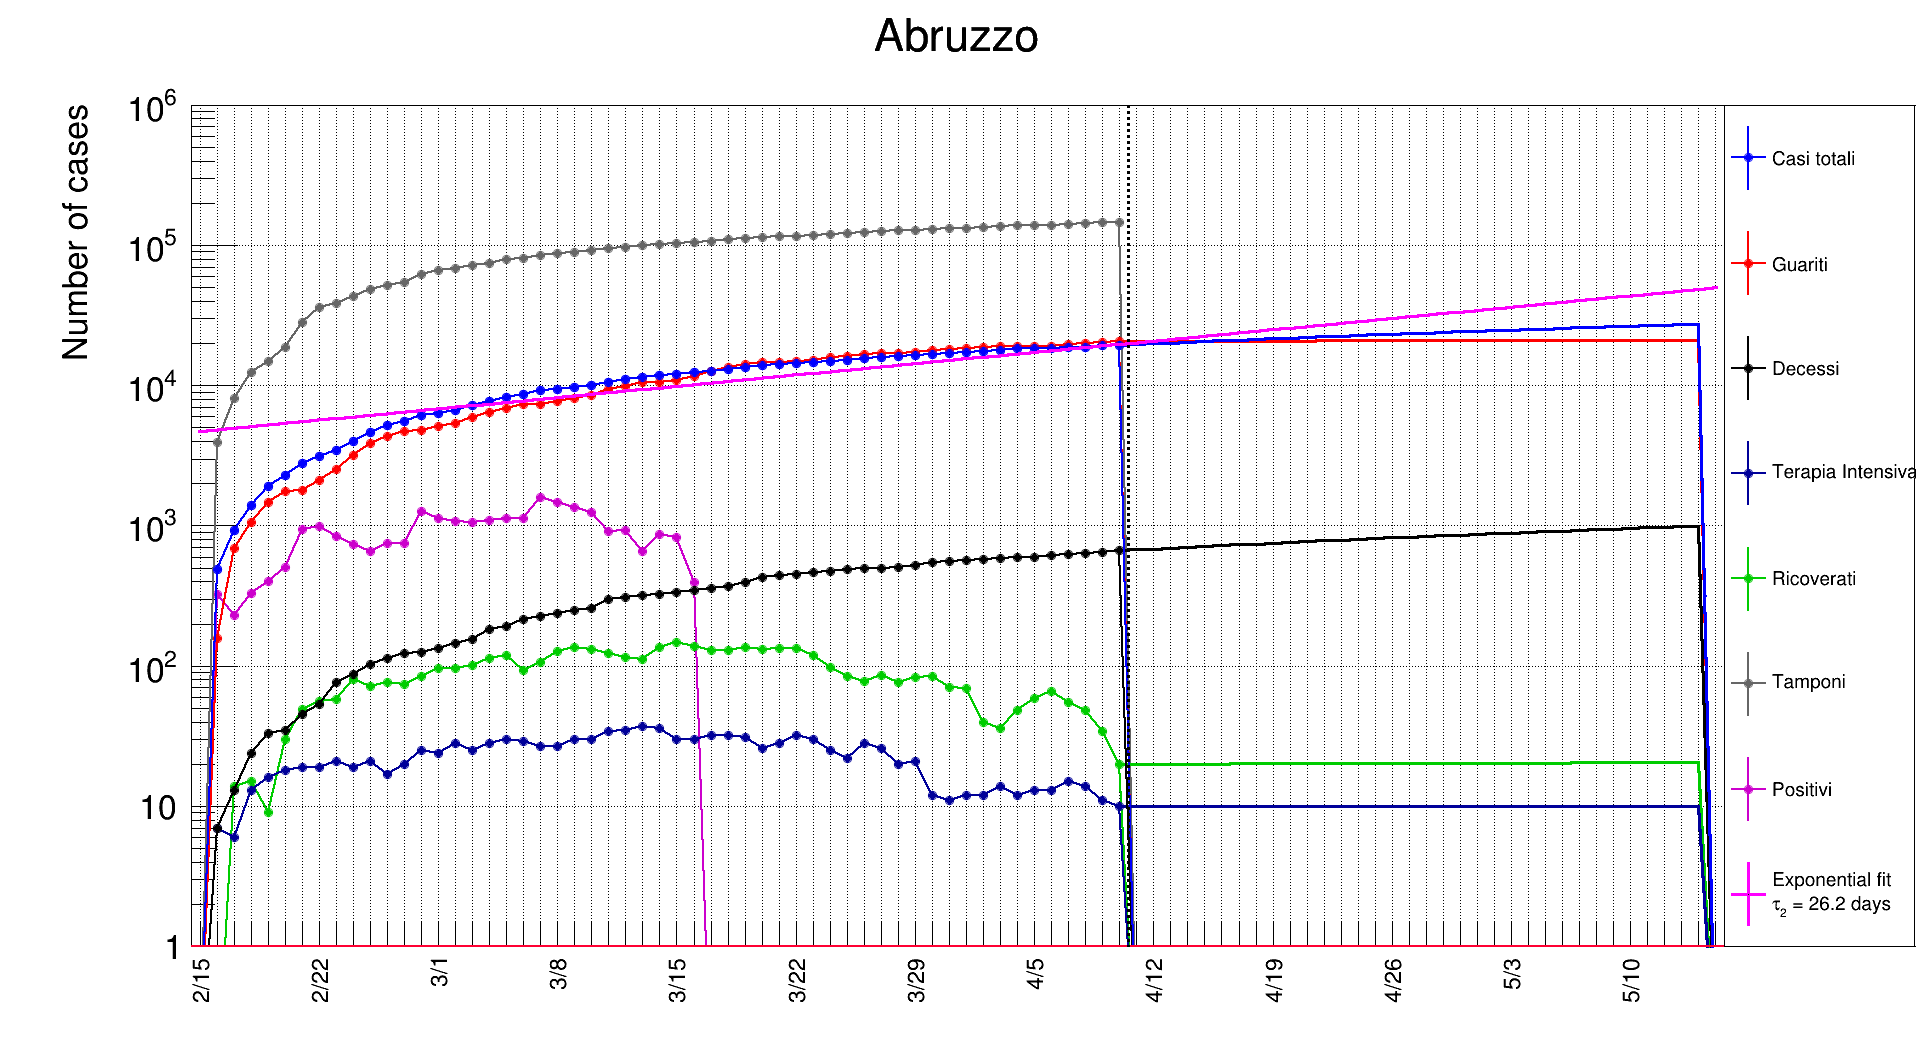 Abruzzo
Number of cases
10^6
10^5
10^4
10^3
10^2
10
1
2/15
2/22
3/1
3/8
3/15
3/22
3/29
4/5
4/12
4/19
4/26
5/3
5/10
Casi totali
Guariti
Decessi
Terapia Intensiva
Ricoverati
Tamponi
Positivi
Exponential fit
τ_2 = 26.2 days